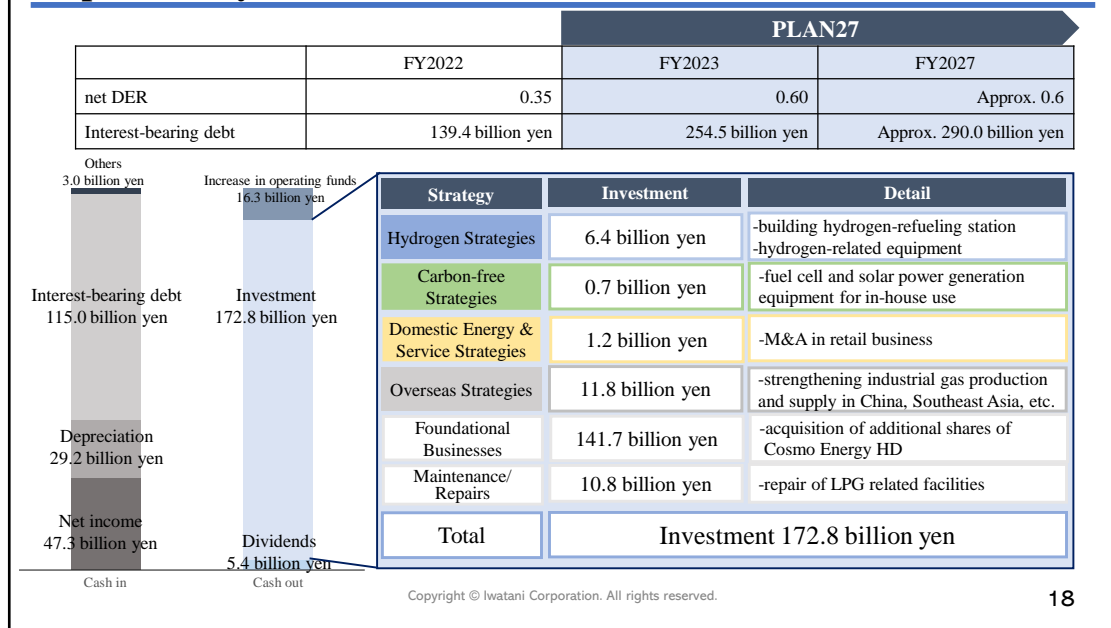 PLAN27
FY2022 FY2023 FY2027
net DER 0.35 0.60 Approx. 0.6
Interest-bearing debt 139.4 billion yen 254.5 billion yen Approx. 290.0 billion yen
Others
3.0 billion yen
Interest-bearing debt
115.0 billion yen
Depreciation
29.2 billion yen
Net income
47.3 billion yen
Cash in
Increase in operating funds
16.3 billion yen
Investment
172.8 billion yen
Dividends
5.4 billion yen
Cash out
Strategy Investment Detail
Hydrogen Strategies 6.4 billion yen
-building hydrogen-refueling station
-hydrogen-related equipment
Carbon-free
Strategies
0.7 billion yen
-fuel cell and solar power generation
equipment for in-house use
Domestic Energy &
Service Strategies
1.2 billion yen
-M&A in retail business
Overseas Strategies
11.8 billion yen
-strengthening industrial gas production
and supply in China, Southeast Asia, etc.
Foundational
Businesses
141.7 billion yen
-acquisition of additional shares of
Cosmo Energy HD
Maintenance/
Repairs
10.8 billion yen
-repair of LPG related facilities
Total Investment 172.8 billion yen
Copyright © Iwatani Corporation. All rights reserved.
18